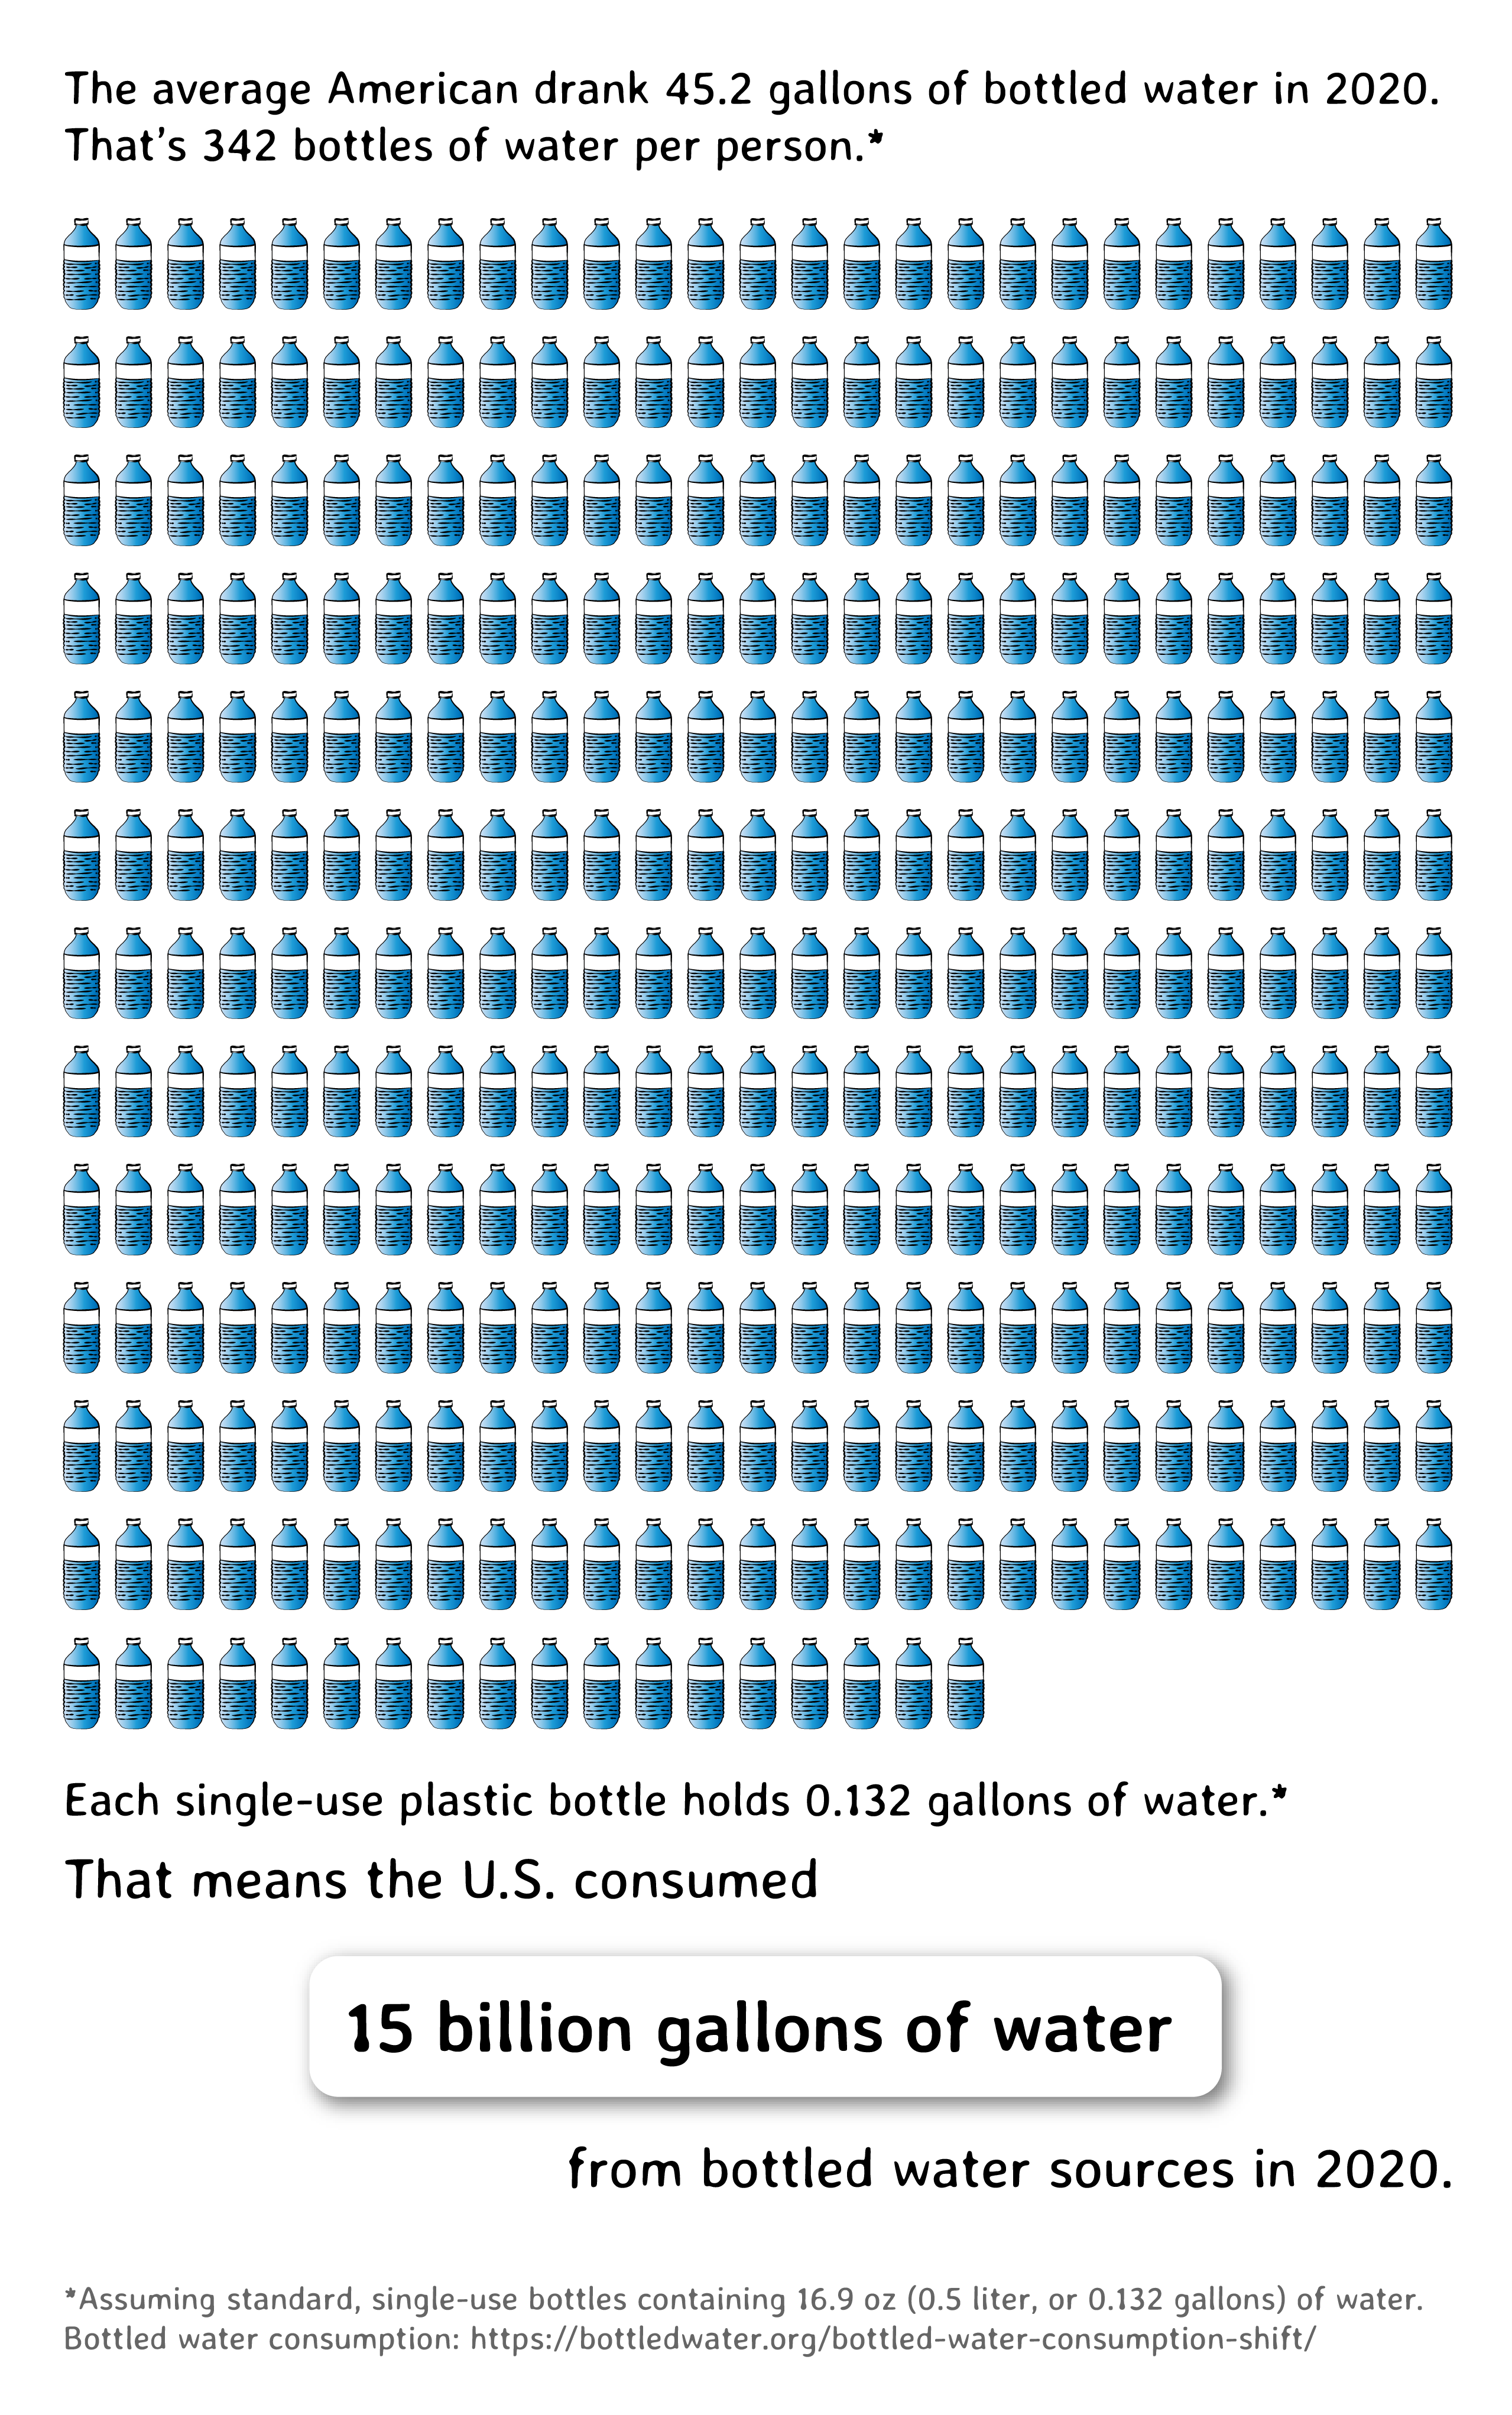 The average American drank 45.2 gallons of bottled water in 2020.
That’s 342 bottles of water per person.*
Each single-use plastic bottle holds 0.132 gallons of water.*
That means the U.S. consumed
15 billion gallons of water
from bottled water sources in 2020.
*Assuming standard, single-use bottles containing 16.9 oz (0.5 liter, or 0.132 gallons) of water.
Bottled water consumption: https://bottledwater.org/bottled-water-consumption-shift/